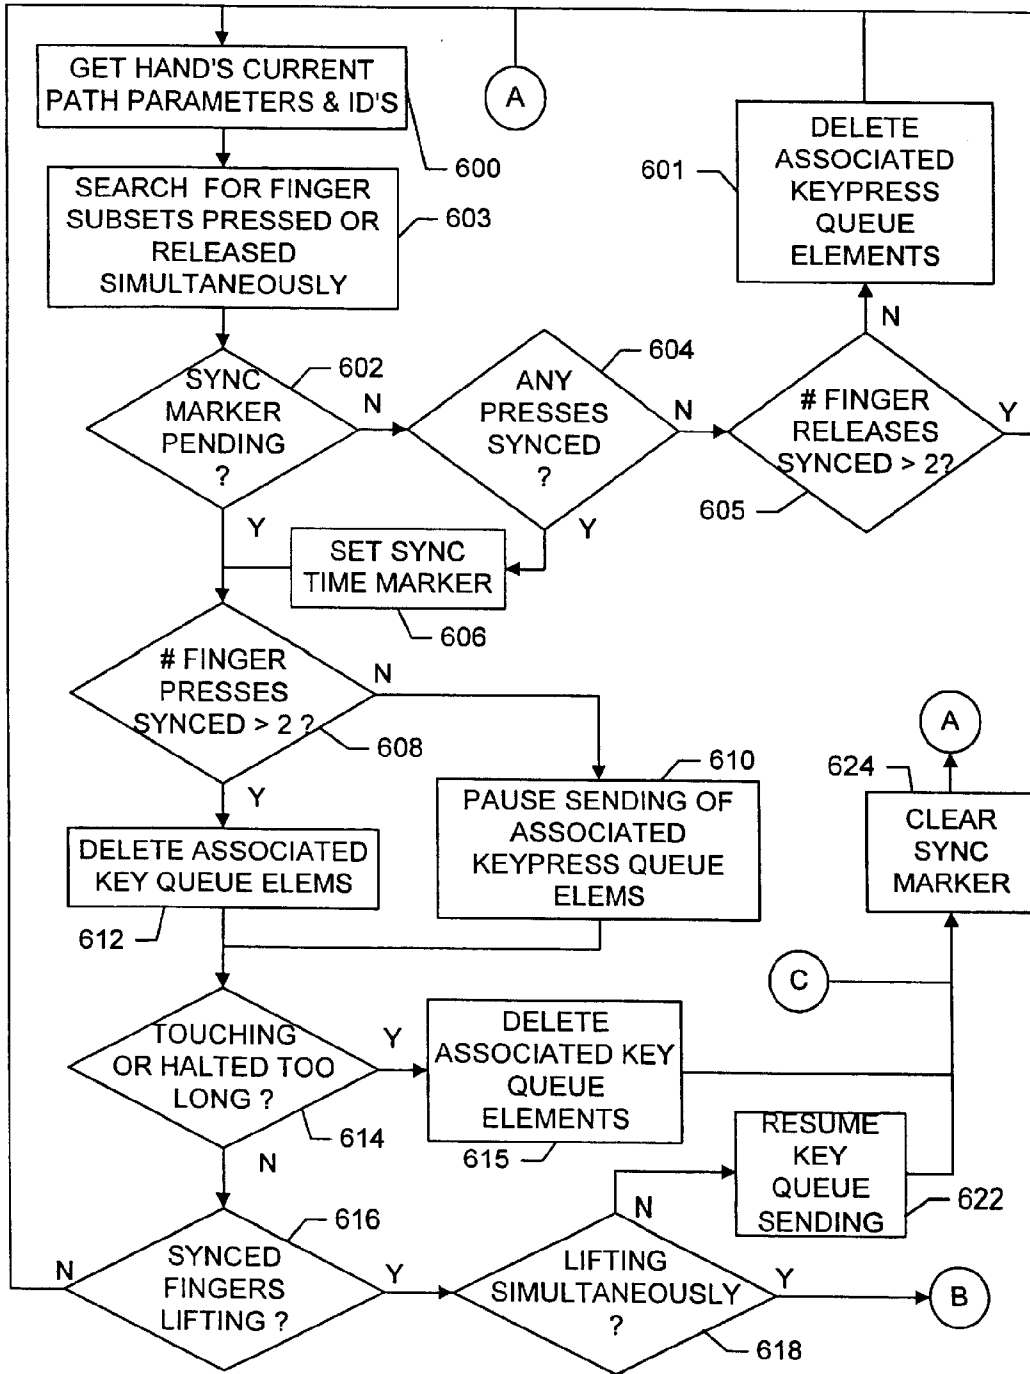 GET HAND'S CURRENT
PATH PARAMETERS & ID'S
600
A
DELETE
ASSOCIATED
KEYPRESS
QUEUE
ELEMENTS
601
SEARCH FOR FINGER
SUBSETS PRESSED OR
RELEASED
SIMULTANEOUSLY
603
SYNC
MARKER
PENDING
?
602
N
Y
ANY
PRESSES
SYNCED
?
604
N
Y
# FINGER
RELEASES
SYNCED > 2?
605
N
Y
SET SYNC
TIME MARKER
606
# FINGER
PRESSES
SYNCED > 2 ?
608
N
Y
DELETE ASSOCIATED
KEY QUEUE ELEMS
612
PAUSE SENDING OF
ASSOCIATED
KEYPRESS QUEUE
ELEMS
610
A
624
CLEAR
SYNC
MARKER
C
TOUCHING
OR HALTED TOO
LONG ?
614
Y
N
DELETE
ASSOCIATED KEY
QUEUE
ELEMENTS
615
RESUME
KEY
QUEUE
SENDING
622
SYNCED
FINGERS
LIFTING ?
616
N
Y
LIFTING
SIMULTANEOUSLY
?
618
N
Y
B